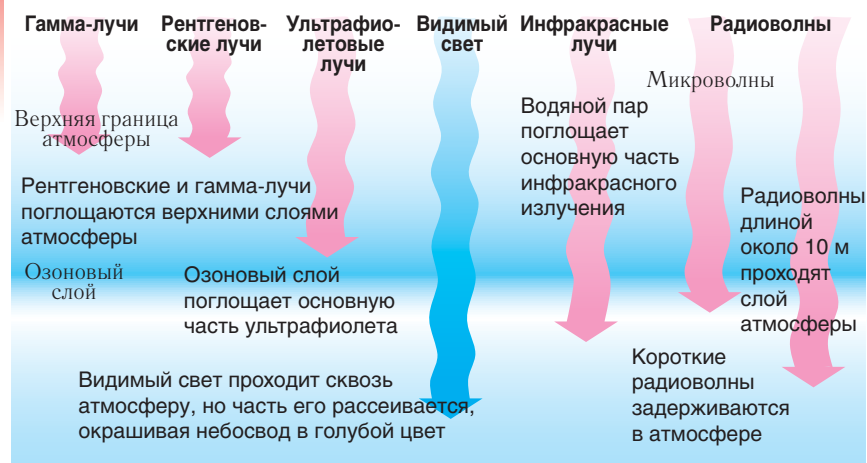 Гамма-лучи
Рентгенов-
ские лучи
Ультрафио-
летовые
лучи
Видимый
свет
Инфракрасные
лучи
Радиоволны
Микроволны
Верхняя граница
атмосферы
Водяной пар
поглощает
основную часть
инфракрасного
излучения
Рентгеновские и гамма-лучи
поглощаются верхними слоями
атмосферы
Радиоволны
длиной
около 10 м
проходят
слой
атмосферы
Озоновый
слой
Озоновый слой
поглощает основную
часть ультрафиолета
Видимый свет проходит сквозь
атмосферу, но часть его рассеивается,
окрашивая небосвод в голубой цвет
Короткие
радиоволны
задерживаются
в атмосфере